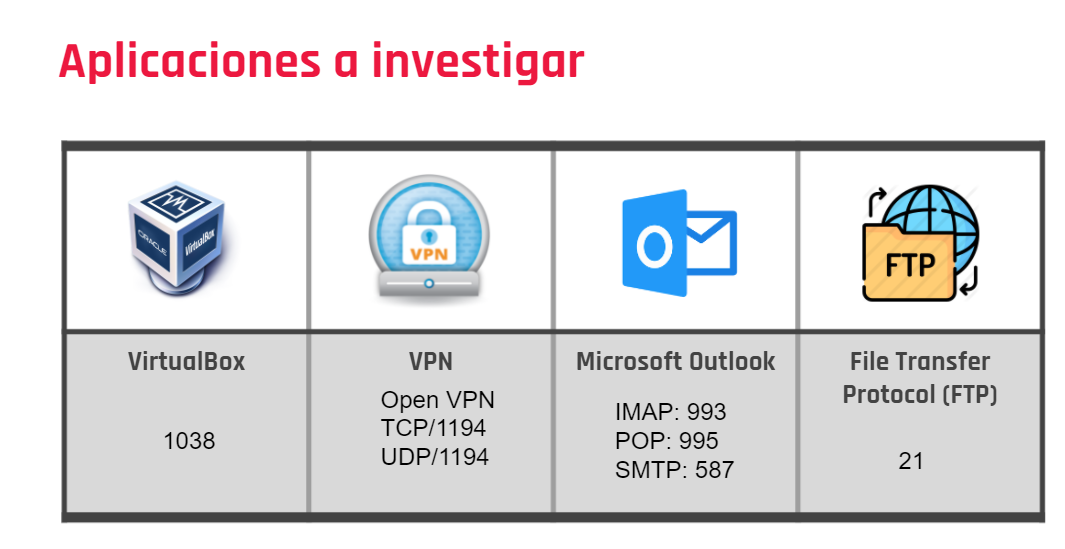 Aplicaciones a investigar
ORACLE
VirtualBox
VPN
FTP
VirtualBox
VPN
Microsoft Outlook
File Transfer
Protocol (FTP)
1038
Open VPN
TCP/1194
UDP/1194
IMAP: 993
POP: 995
SMTP: 587
21